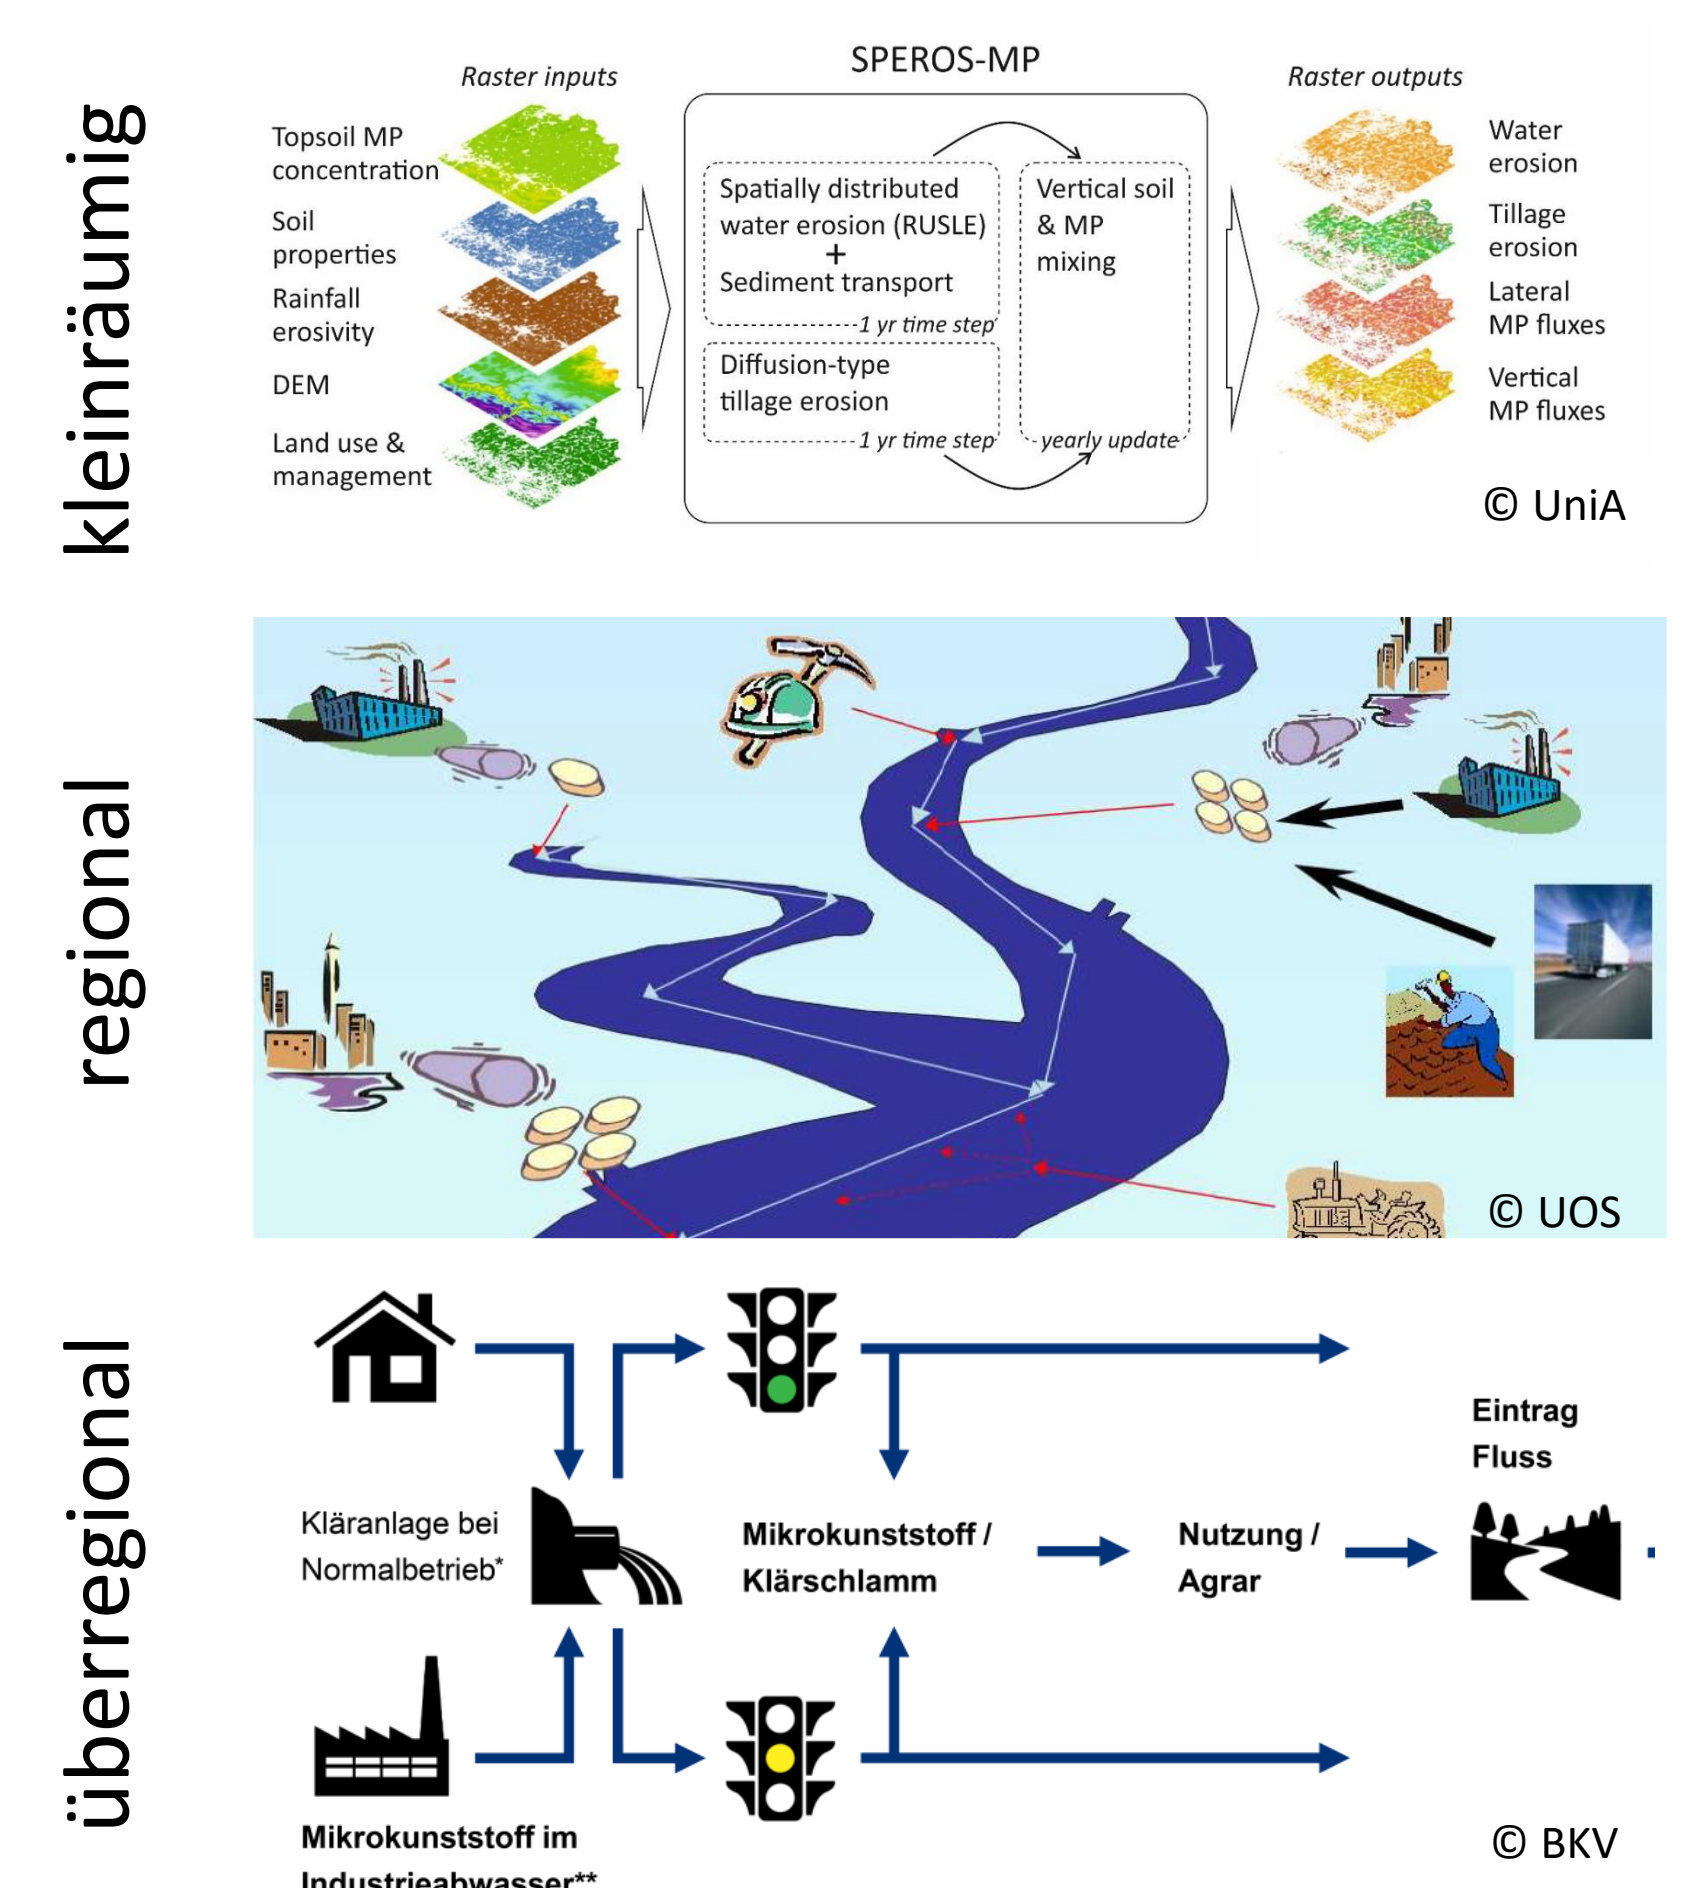 kleinräumig
SPEROS-MP
Raster inputs
Raster outputs
Topsoil MP
concentration
Soil
properties
Rainfall
erosivity
DEM
Land use &
management
Spatially distributed
water erosion (RUSLE)
+
Sediment transport
1 yr time step
Diffusion-type
tillage erosion
1 yr time step
Vertical soil
& MP
mixing
yearly update
Water
erosion
Tillage
erosion
Lateral
MP fluxes
Vertical
MP fluxes
© UniA
regional
© UOS
überregional
Kläranlage bei
Normalbetrieb*
Mikrokunststoff /
Klärschlamm
Nutzung /
Agrar
Eintrag
Fluss
Mikrokunststoff im
Industrieabwasser**
© BKV